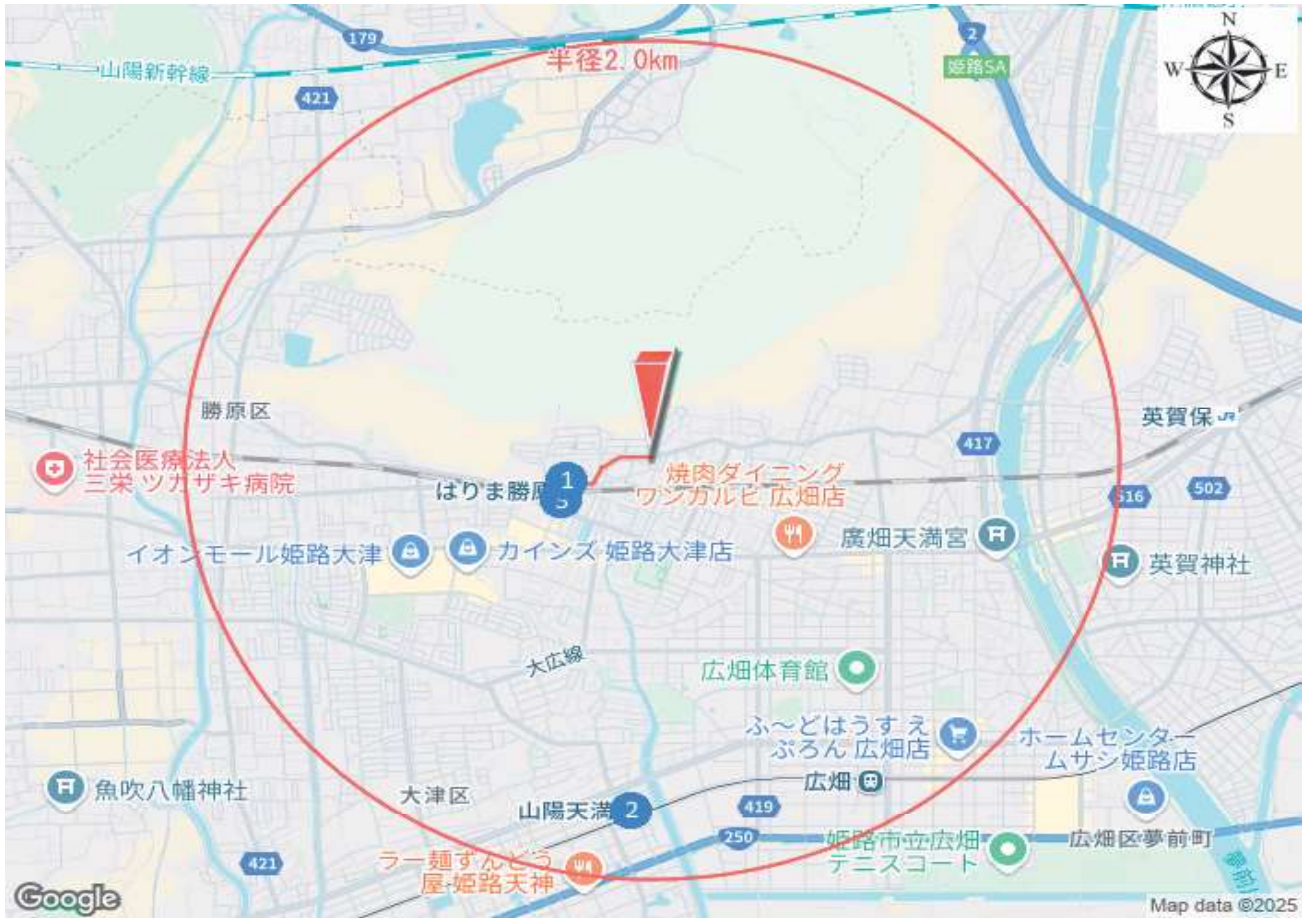 179
2
N
半径2.0km
山陽新幹線
姫路SA
W
E
421
S
勝原区
英賀保
JR
417
社会医療法人
三栄 ツカザキ病院
1
焼肉ダイニング
ワンカルビ 広畑店
はりま勝原
3
516
502
イオンモール姫路大津
カインズ 姫路大津店
廣畑天満宮
英賀神社
大広線
広畑体育館
ふ〜どはうす え
ぷろん 広畑店
ホームセンター
ムサシ姫路店
魚吹八幡神社
大津区
広畑
山陽天満
2
419
250
姫路市立広畑
テニスコート
広畑区夢前町
421
ラー麺ずんどう
屋 姫路天神
Google
Map data ©2025